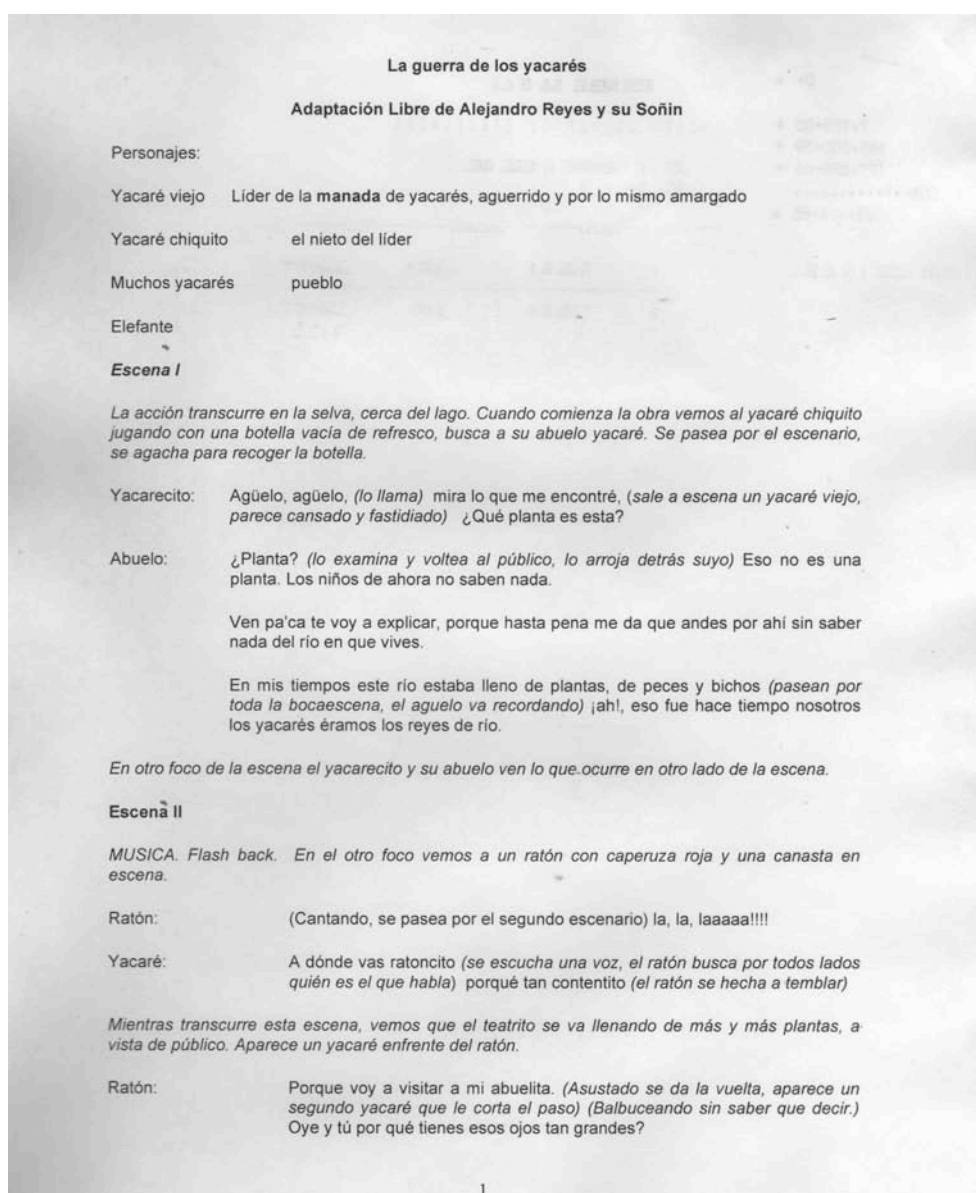 La guerra de los yacarés
Adaptación Libre de Alejandro Reyes y su Soñin
Personajes:
Yacaré viejo Líder de la manada de yacarés, aguerrido y por lo mismo amargado
Yacaré chiquito el nieto del líder
Muchos yacarés pueblo
Elefante
Escena I
La acción transcurre en la selva, cerca del lago. Cuando comienza la obra vemos al yacaré chiquito
jugando con una botella vacía de refresco, busca a su abuelo yacaré. Se pasea por el escenario,
se agacha para recoger la botella.
Yacarecito: Agüelo, agüelo, (lo llama) mira lo que me encontré, (sale a escena un yacaré viejo,
parece cansado y fastidiado) ¿Qué planta es esta?
Abuelo: ¿Planta? (lo examina y voltea al público, lo arroja detrás suyo) Eso no es una
planta. Los niños de ahora no saben nada.
Ven pa'ca te voy a explicar, porque hasta pena me da que andes por ahí sin saber
nada del río en que vives.
En mis tiempos este río estaba lleno de plantas, de peces y bichos (pasean por
toda la bocaescena, el aguelo va recordando) ¡ah!, eso fue hace tiempo nosotros
los yacarés éramos los reyes de río.
En otro foco de la escena el yacarecito y su abuelo ven lo que ocurre en otro lado de la escena.
Escena II
MUSICA. Flash back. En el otro foco vemos a un ratón con caperuza roja y una canasta en
escena.
Ratón: (Cantando, se pasea por el segundo escenario) la, la, laaaaa!!!!
Yacaré: A dónde vas ratoncito (se escucha una voz, el ratón busca por todos lados
quién es el que habla) porqué tan contentito (el ratón se hecha a temblar)
Mientras transcurre esta escena, vemos que el teatrito se va llenando de más y más plantas, a
vista de público. Aparece un yacaré enfrente del ratón.
Ratón: Porque voy a visitar a mi abuelita. (Asustado se da la vuelta, aparece un
segundo yacaré que le corta el paso) (Balbuceando sin saber que decir.)
Oye y tú por qué tienes esos ojos tan grandes?
1